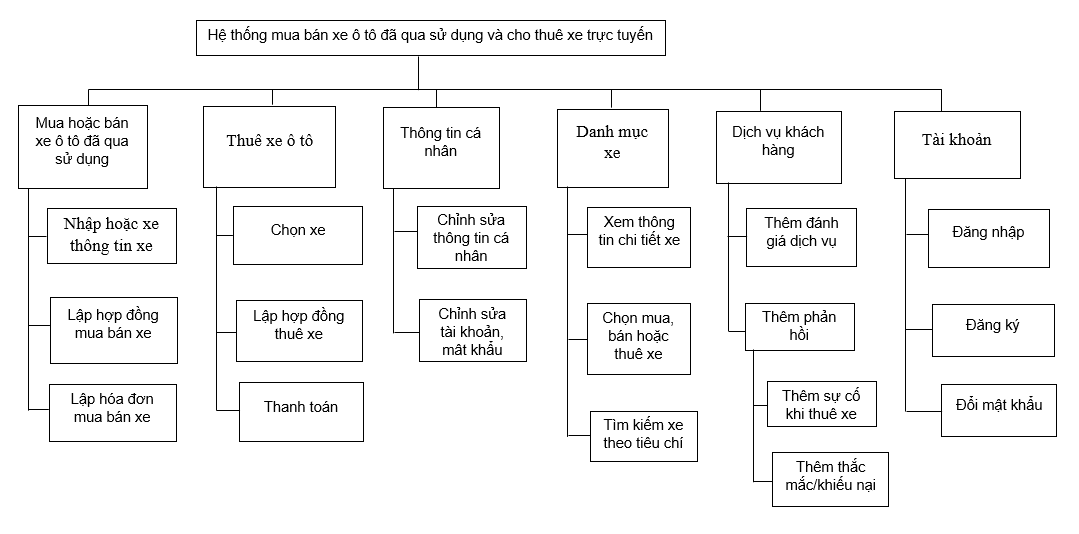 Hệ thống mua bán xe ô tô đã qua sử dụng và cho thuê xe trực tuyến
Mua hoặc bán
xe ô tô đã qua
sử dụng
Nhập hoặc xe
thông tin xe
Lập hợp đồng
mua bán xe
Lập hóa đơn
mua bán xe
Thuê xe ô tô
Chọn xe
Lập hợp đồng
thuê xe
Thanh toán
Thông tin cá
nhân
Chỉnh sửa
thông tin cá
nhân
Chỉnh sửa
tài khoản,
mât khẩu
Danh mục
xe
Xem thông
tin chi tiết xe
Chọn mua,
bán hoặc
thuê xe
Tìm kiếm xe
theo tiêu chí
Dịch vụ khách
hàng
Thêm đánh
giá dịch vụ
Thêm phản
hồi
Thêm sự cố
khi thuê xe
Thêm thắc
mắc/khiếu nại
Tài khoản
Đăng nhập
Đăng ký
Đổi mật khẩu